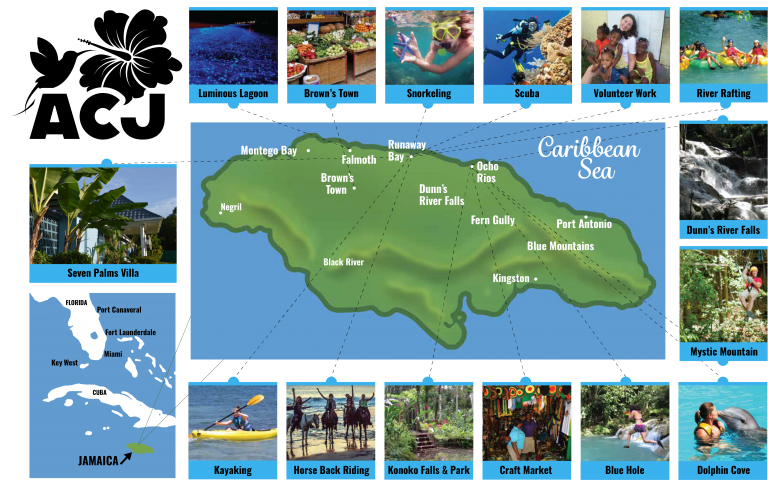 ACJ
Luminous Lagoon
Brown's Town
Snorkeling
Scuba
Volunteer Work
River Rafting
Seven Palms Villa
Montego Bay
Falmoth
Runaway
Bay
Caribbean
Sea
Ocho
Rios
Brown's
Town
Dunn's
River Falls
Negril
Fern Gully
Port Antonio
Blue Mountains
Black River
Kingston
Dunn's River Falls
Mystic Mountain
FLORIDA
Port Canaveral
Fort Launderdale
Miami
Key West
CUBA
JAMAICA
Kayaking
Horse Back Riding
Konoko Falls & Park
Craft Market
Blue Hole
Dolphin Cove